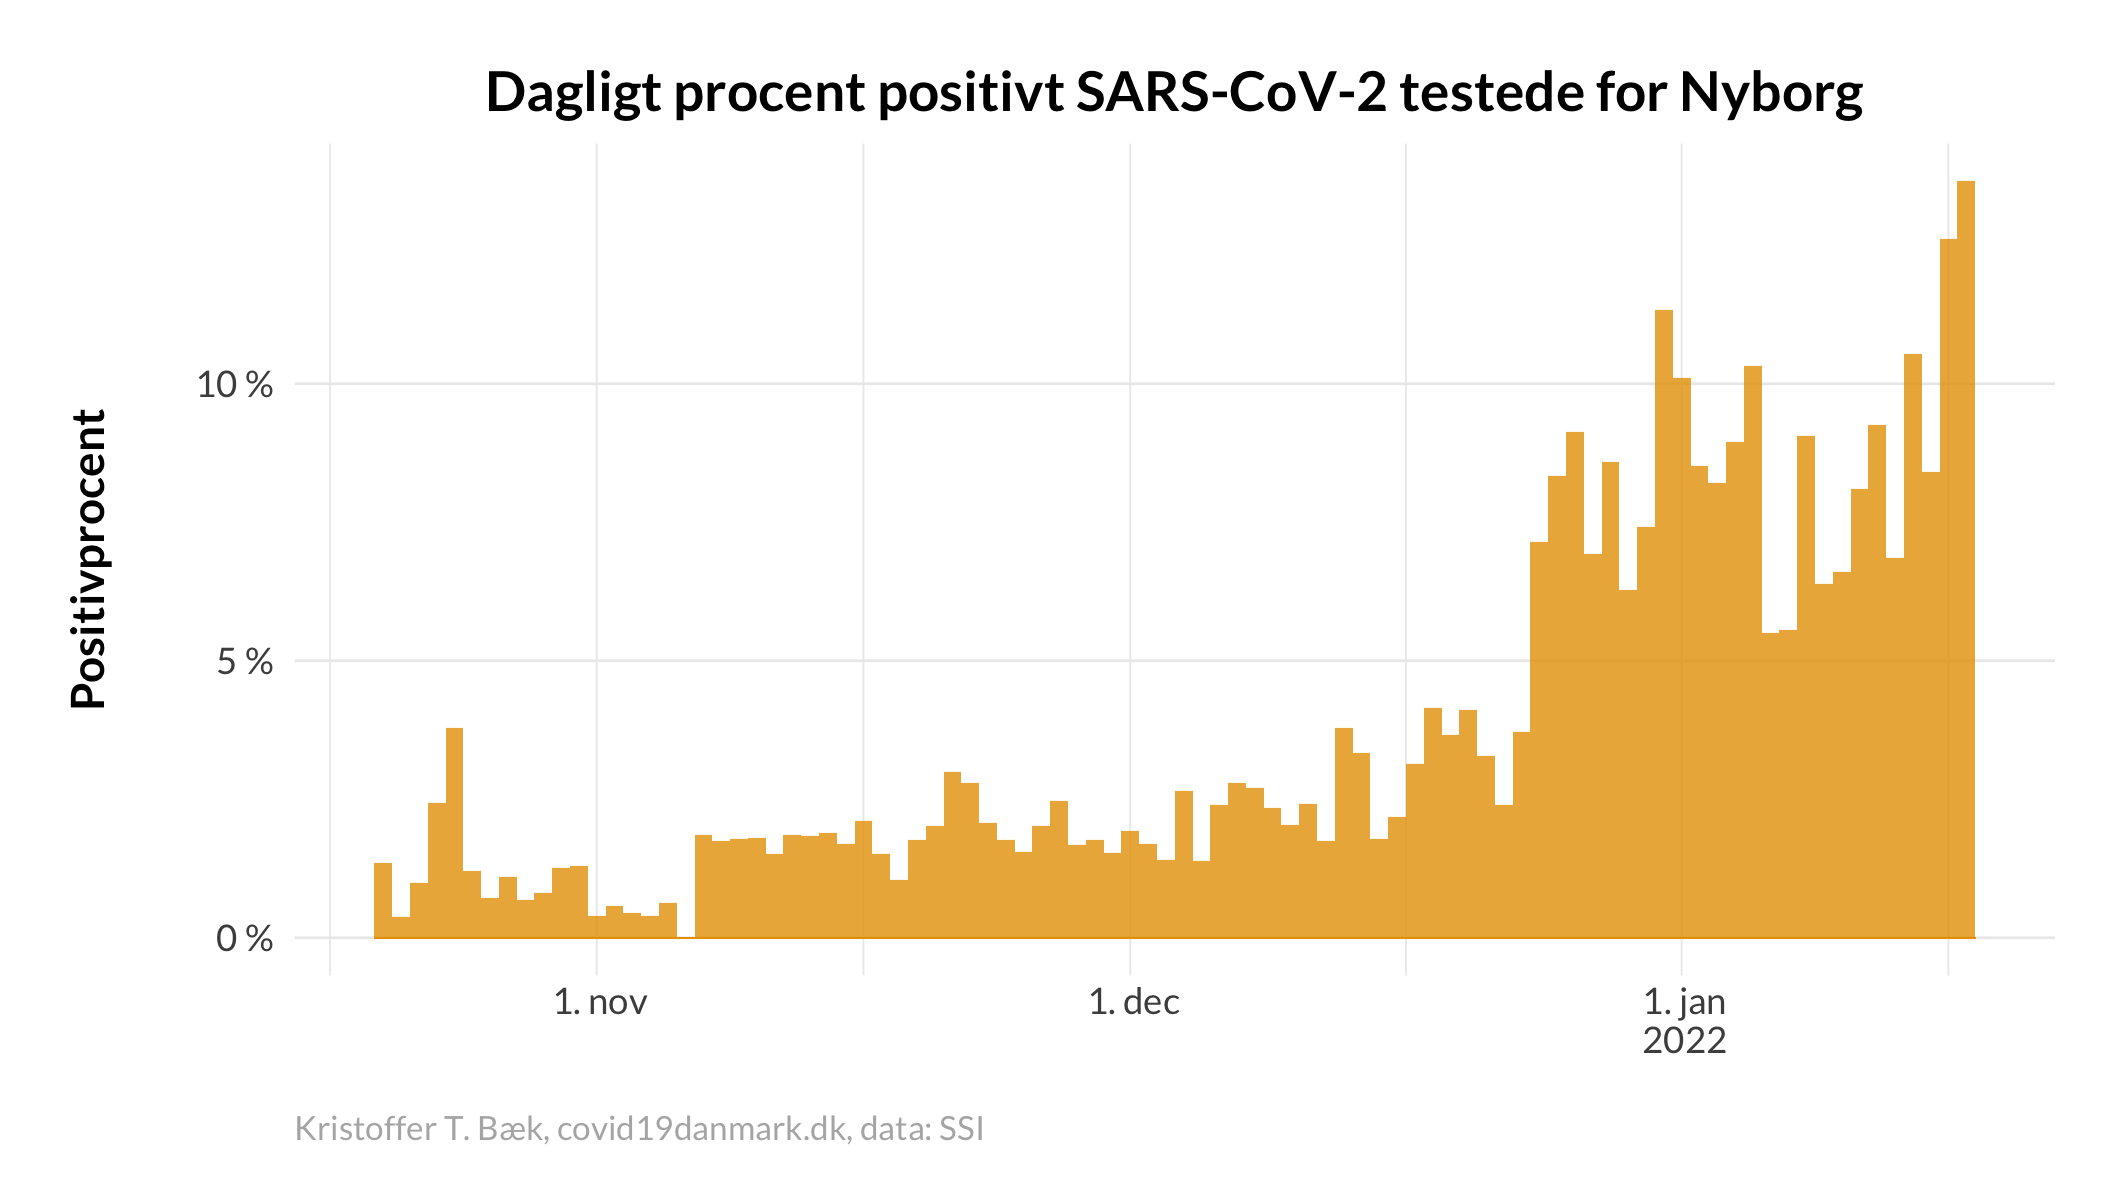 Dagligt procent positivt SARS-CoV-2 testede for Nyborg
Positivprocent
10 %
5 %
0 %
1. nov
1. dec
1. jan
2022
Kristoffer T. Bæk, covid19danmark.dk, data: SSI